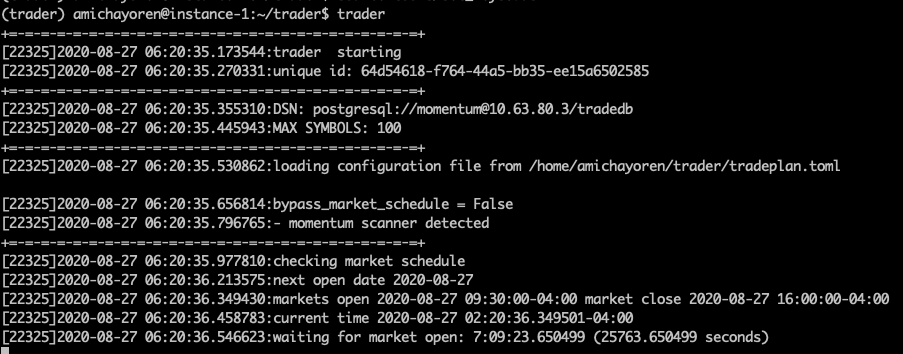 (trader) amichayoren@instance-1:~/trader$ trader
+=-=-=-=-=-=-=-=-=-=-=-=-=-=-=-=-=-=-=-=-=-=-=-=-=-=+
[22325]2020-08-27 06:20:35.173544:trader  starting
[22325]2020-08-27 06:20:35.270331:unique id: 64d54618-f764-44a5-bb35-ee15a6502585
+=-=-=-=-=-=-=-=-=-=-=-=-=-=-=-=-=-=-=-=-=-=-=-=-=-=+
[22325]2020-08-27 06:20:35.355310:DSN: postgresql://momentum@10.63.80.3/tradedb
[22325]2020-08-27 06:20:35.445943:MAX SYMBOLS: 100
+=-=-=-=-=-=-=-=-=-=-=-=-=-=-=-=-=-=-=-=-=-=-=-=-=-=+
[22325]2020-08-27 06:20:35.530862:loading configuration file from /home/amichayoren/trader/tradeplan.toml
[22325]2020-08-27 06:20:35.656814:bypass_market_schedule = False
[22325]2020-08-27 06:20:35.796765:- momentum scanner detected
+=-=-=-=-=-=-=-=-=-=-=-=-=-=-=-=-=-=-=-=-=-=-=-=-=-=+
[22325]2020-08-27 06:20:35.977810:checking market schedule
[22325]2020-08-27 06:20:36.213575:next open date 2020-08-27
[22325]2020-08-27 06:20:36.349430:markets open 2020-08-27 09:30:00-04:00 market close 2020-08-27 16:00:00-04:00
[22325]2020-08-27 06:20:36.458783:current time 2020-08-27 02:20:36.349501-04:00
[22325]2020-08-27 06:20:36.546623:waiting for market open: 7:09:23.650499 (25763.650499 seconds)